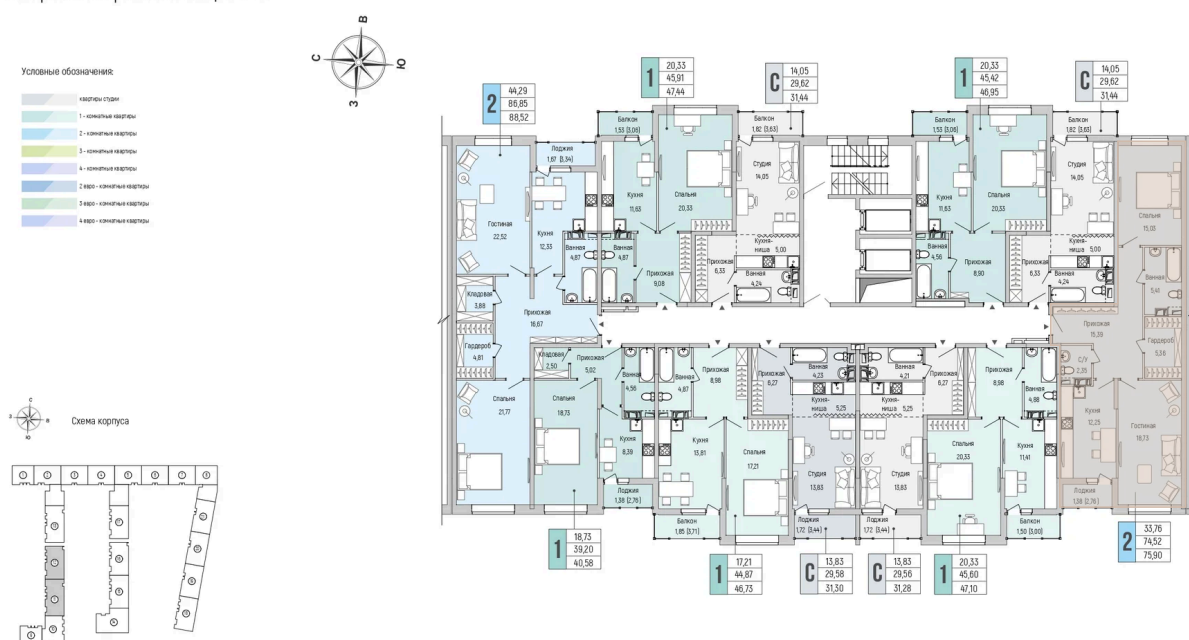 Условные обозначения:
квартиры студии
1 - комнатные квартиры
2 - комнатные квартиры
3 - комнатные квартиры
4 - комнатные квартиры
2 евро - комнатные квартиры
3 евро - комнатные квартиры
4 евро - комнатные квартиры
В
С
Ю
З
2
44,29
86,85
88,52
1
20,33
45,91
47,44
С
14,05
29,62
31,44
1
20,33
45,42
46,95
С
14,05
29,62
31,44
Балкон
1,53 (3,06)
Балкон
1,82 (3,63)
Балкон
1,53 (3,06)
Балкон
1,82 (3,63)
Лоджия
1,67 (3,34)
Гостиная
22,52
Кухня
12,33
Ванная
4,87
Кухня
11,63
Спальня
20,33
Ванная
4,87
Прихожая
9,08
Студия
14,05
Кухня-
ниша 5,00
Прихожая
6,33
Ванная
4,24
Кухня
11,63
Спальня
20,33
Ванная
4,56
Прихожая
8,90
Студия
14,05
Кухня-
ниша 5,00
Прихожая
6,33
Ванная
4,24
Спальня
15,03
Ванная
5,41
Прихожая
15,39
Гардероб
5,36
С/У
2,35
Кухня
12,25
Гостиная
18,73
Лоджия
1,38 (2,76)
Кладовая
3,88
Прихожая
16,67
Гардероб
4,81
Спальня
21,77
Кладовая
2,50
Прихожая
5,02
Ванная
4,56
Спальня
18,73
Кухня
8,39
Лоджия
1,38 (2,76)
Ванная
4,87
Прихожая
8,98
Кухня
13,81
Спальня
17,21
Балкон
1,85 (3,71)
Прихожая
6,27
Ванная
4,23
Кухня-
ниша 5,25
Студия
13,83
Лоджия
1,72 (3,44)
Ванная
4,21
Прихожая
6,27
Кухня-
ниша 5,25
Студия
13,83
Лоджия
1,72 (3,44)
Прихожая
8,98
Ванная
4,88
Спальня
20,33
Кухня
11,41
Балкон
1,50 (3,00)
1
18,73
39,20
40,58
1
17,21
44,87
46,73
С
13,83
29,58
31,30
С
13,83
29,56
31,28
1
20,33
45,60
47,10
2
33,76
74,52
75,90
С
З
В
Ю
Схема корпуса
1
2
3
4
5
6
7
8